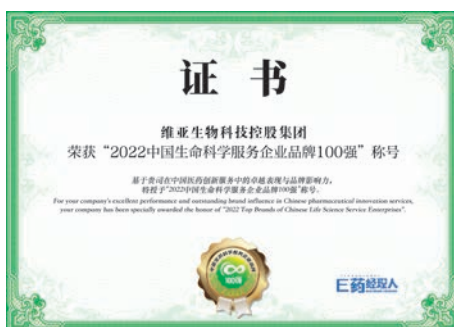 证 书
维亚生物科技控股集团
荣获“2022中国生命科学服务企业品牌100强”称号
基于贵司在中国医药创新服务中的卓越表现与品牌影响力，
特授予“2022中国生命科学服务企业品牌100强”称号。
For your company's excellent performance and outstanding brand influence in Chinese pharmaceutical innovation services,
your company has been specially awarded the honor of "2022 Top Brands of Chinese Life Science Service Enterprises".
100强
E药经理人